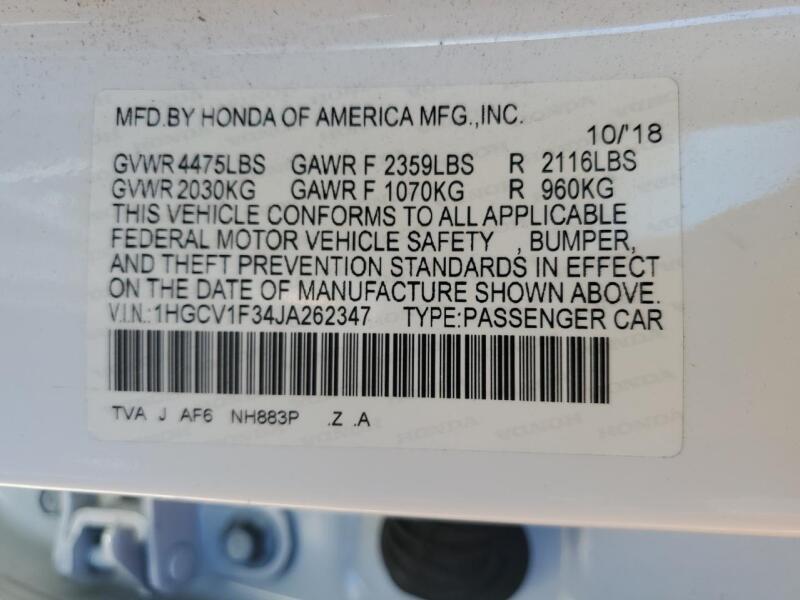 MFD.BY HONDA OF AMERICA MFG.,INC.
10/'18
GVWR 4475LBS GAWR F 2359LBS R 2116LBS
GVWR 2030KG GAWR F 1070KG R 960KG
THIS VEHICLE CONFORMS TO ALL APPLICABLE
FEDERAL MOTOR VEHICLE SAFETY , BUMPER,
AND THEFT PREVENTION STANDARDS IN EFFECT
ON THE DATE OF MANUFACTURE SHOWN ABOVE.
V.I.N.:1HGCV1F34JA262347 TYPE:PASSENGER CAR
TVA J AF6 NH883P .Z .A